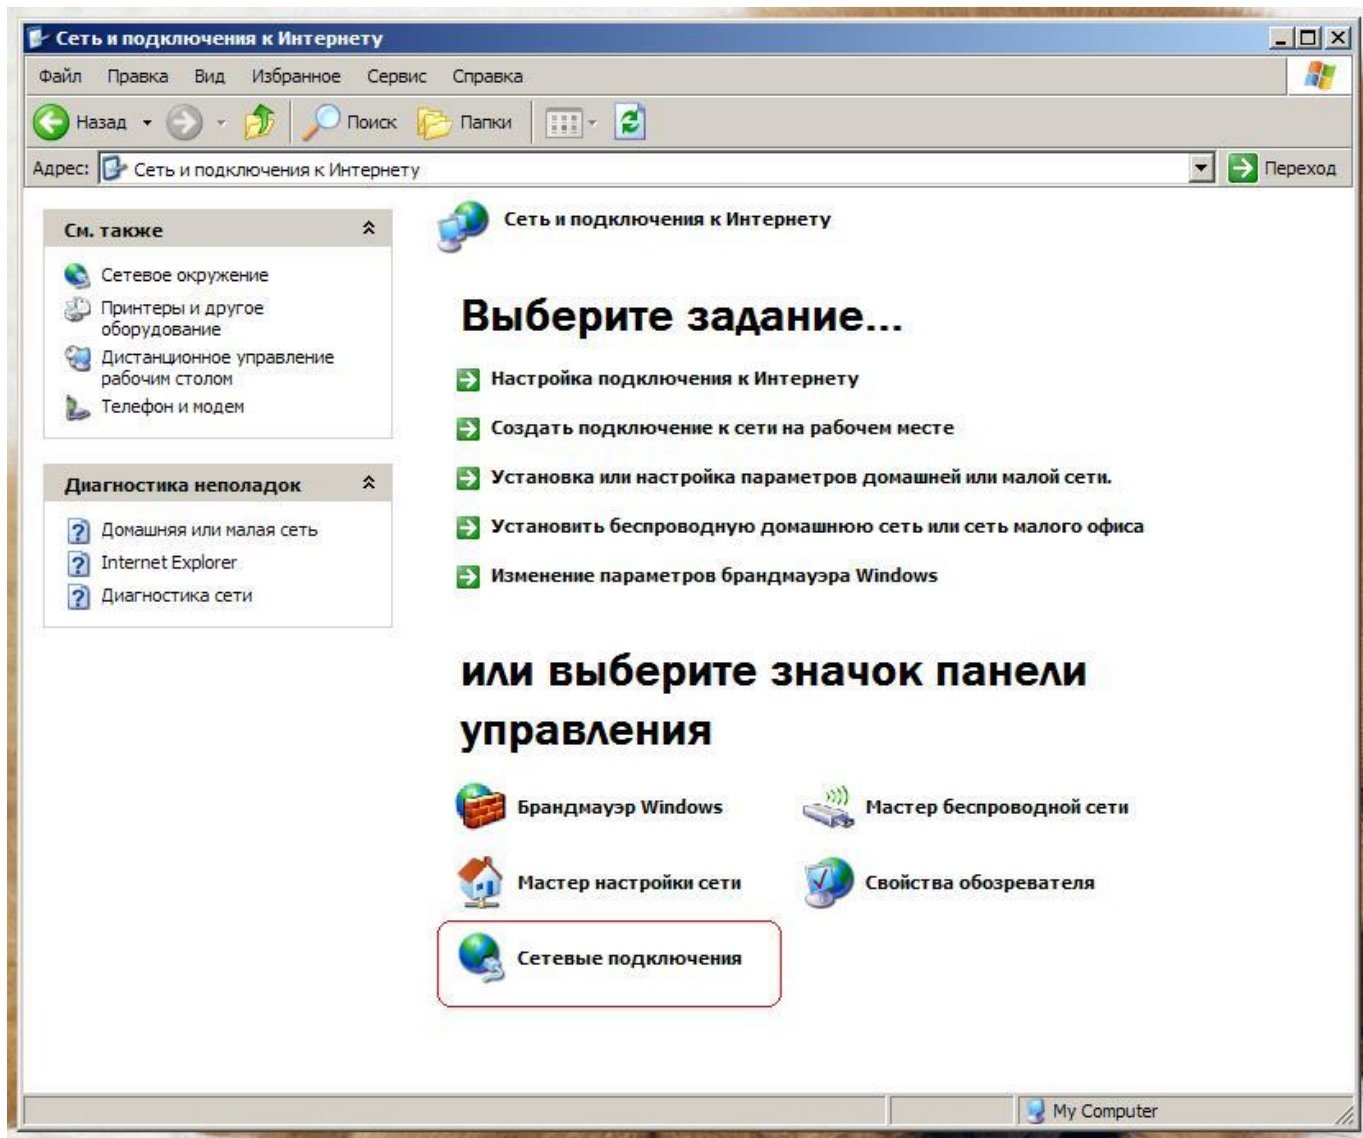 Сеть и подключения к Интернету
Файл Правка Вид Избранное Сервис Справка
Назад Поиск Папки
Адрес: Сеть и подключения к Интернету Переход
См. также
Сетевое окружение
Принтеры и другое
оборудование
Дистанционное управление
рабочим столом
Телефон и модем
Диагностика неполадок
Домашняя или малая сеть
Internet Explorer
Диагностика сети
Сеть и подключения к Интернету
Выберите задание...
Настройка подключения к Интернету
Создать подключение к сети на рабочем месте
Установка или настройка параметров домашней или малой сети.
Установить беспроводную домашнюю сеть или сеть малого офиса
Изменение параметров брандмауэра Windows
или выберите значок панели
управления
Брандмауэр Windows
Мастер беспроводной сети
Мастер настройки сети
Свойства обозревателя
Сетевые подключения
My Computer